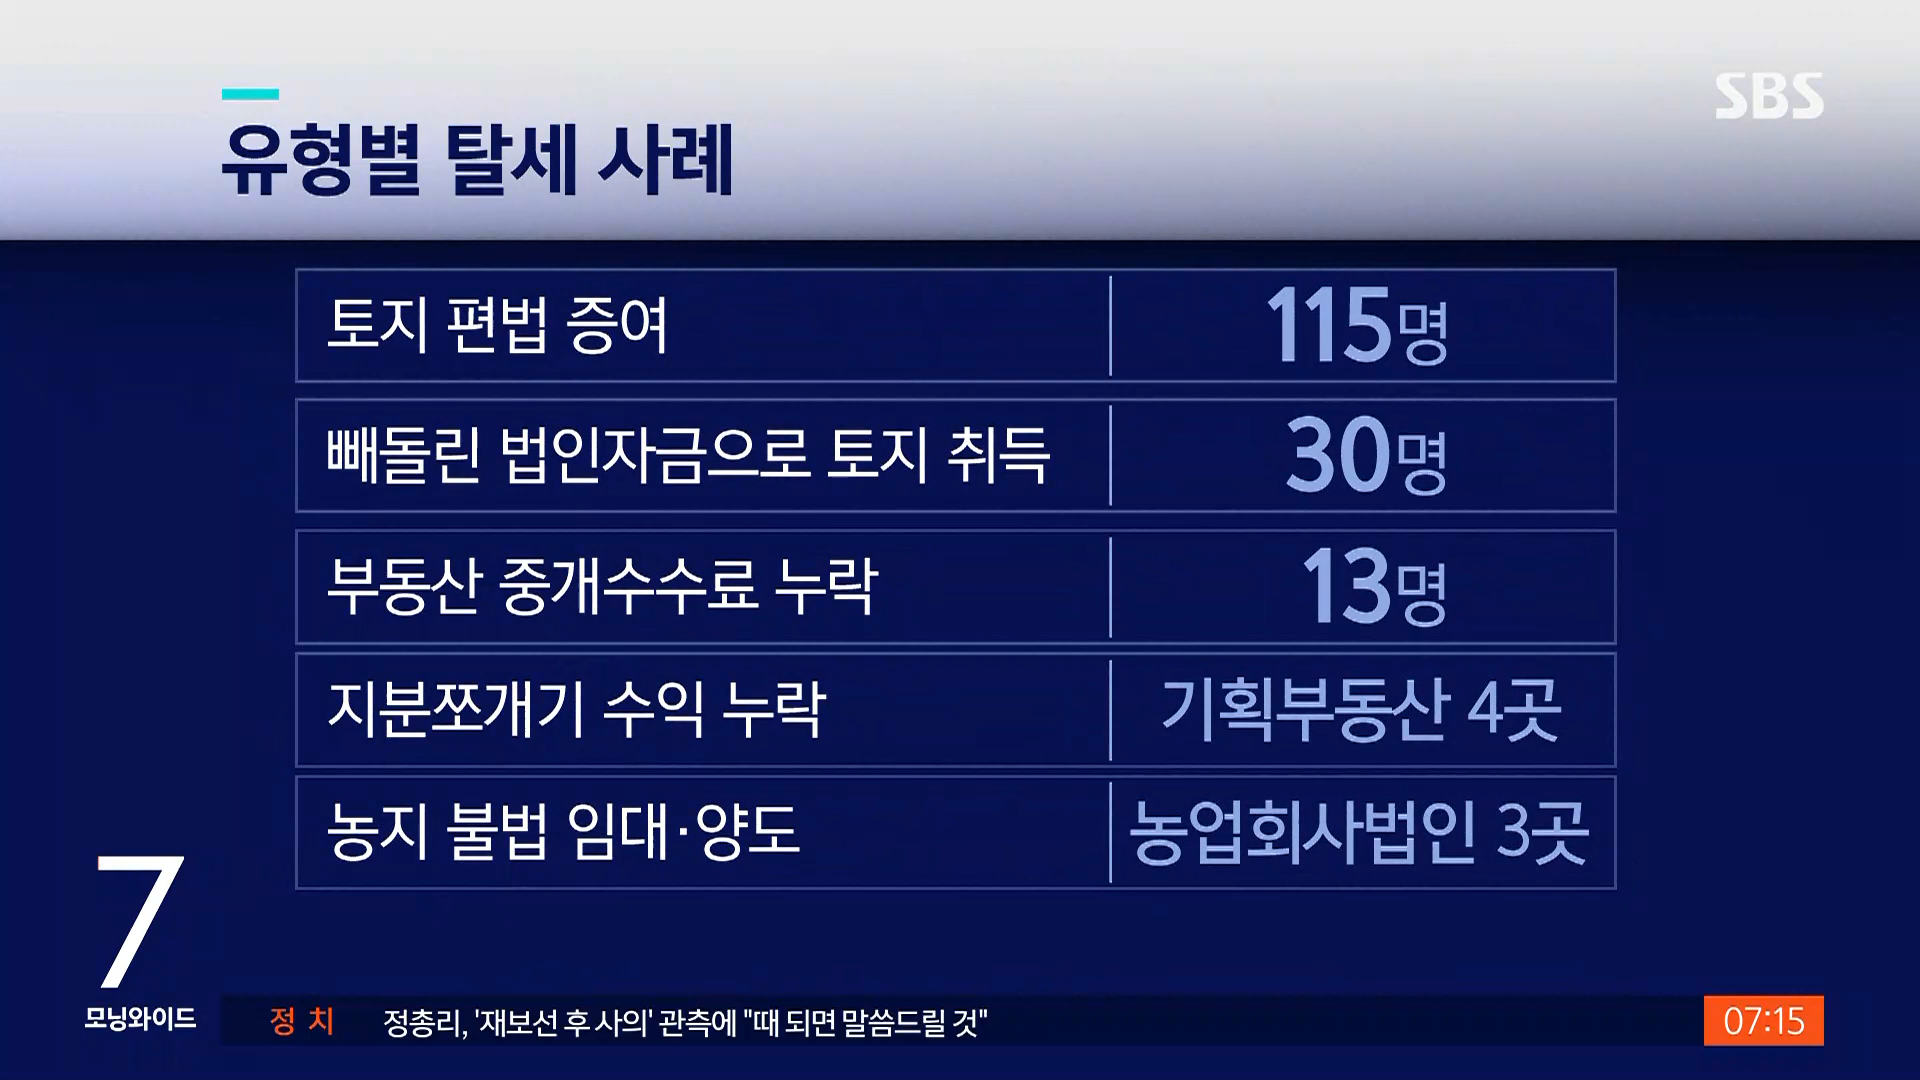 SBS
유형별 탈세 사례
토지 편법 증여 115명
빼돌린 법인자금으로 토지 취득 30명
부동산 중개수수료 누락 13명
지분쪼개기 수익 누락 기획부동산 4곳
농지 불법 임대·양도 농업회사법인 3곳
7
모닝와이드
정 치 정총리, '재보선 후 사의' 관측에 "때 되면 말씀드릴 것" 07:15